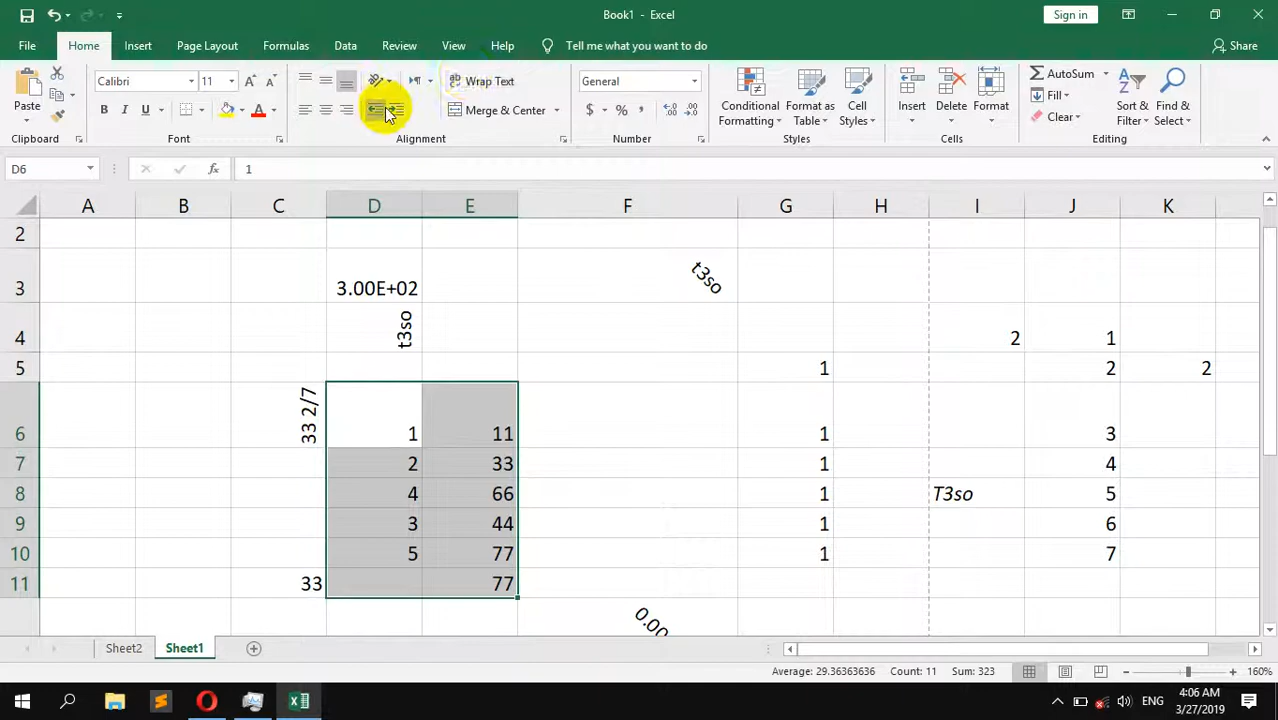 Book1 - Excel
Sign in
File Home Insert Page Layout Formulas Data Review View Help Tell me what you want to do Share
Paste
Calibri 11
Wrap Text
General
Conditional Formatting
Format as Table
Cell Styles
Insert Delete Format
AutoSum
Fill
Clear
Sort & Filter
Find & Select
B I U
Merge & Center
$ % ,
Clipboard Font Alignment Number Styles Cells Editing
D6 fx 1
A B C D E F G H I J K
2
3 3.00E+02 t3so
4 t3so 2 1
5 1 2 2
6 33 2/7 1 11 1 3
7 2 33 1 4
8 4 66 1 T3so 5
9 3 44 1 6
10 5 77 1 7
11 33 77
0.00
Sheet2 Sheet1
Average: 29.36363636 Count: 11 Sum: 323 160%
ENG 4:06 AM
3/27/2019